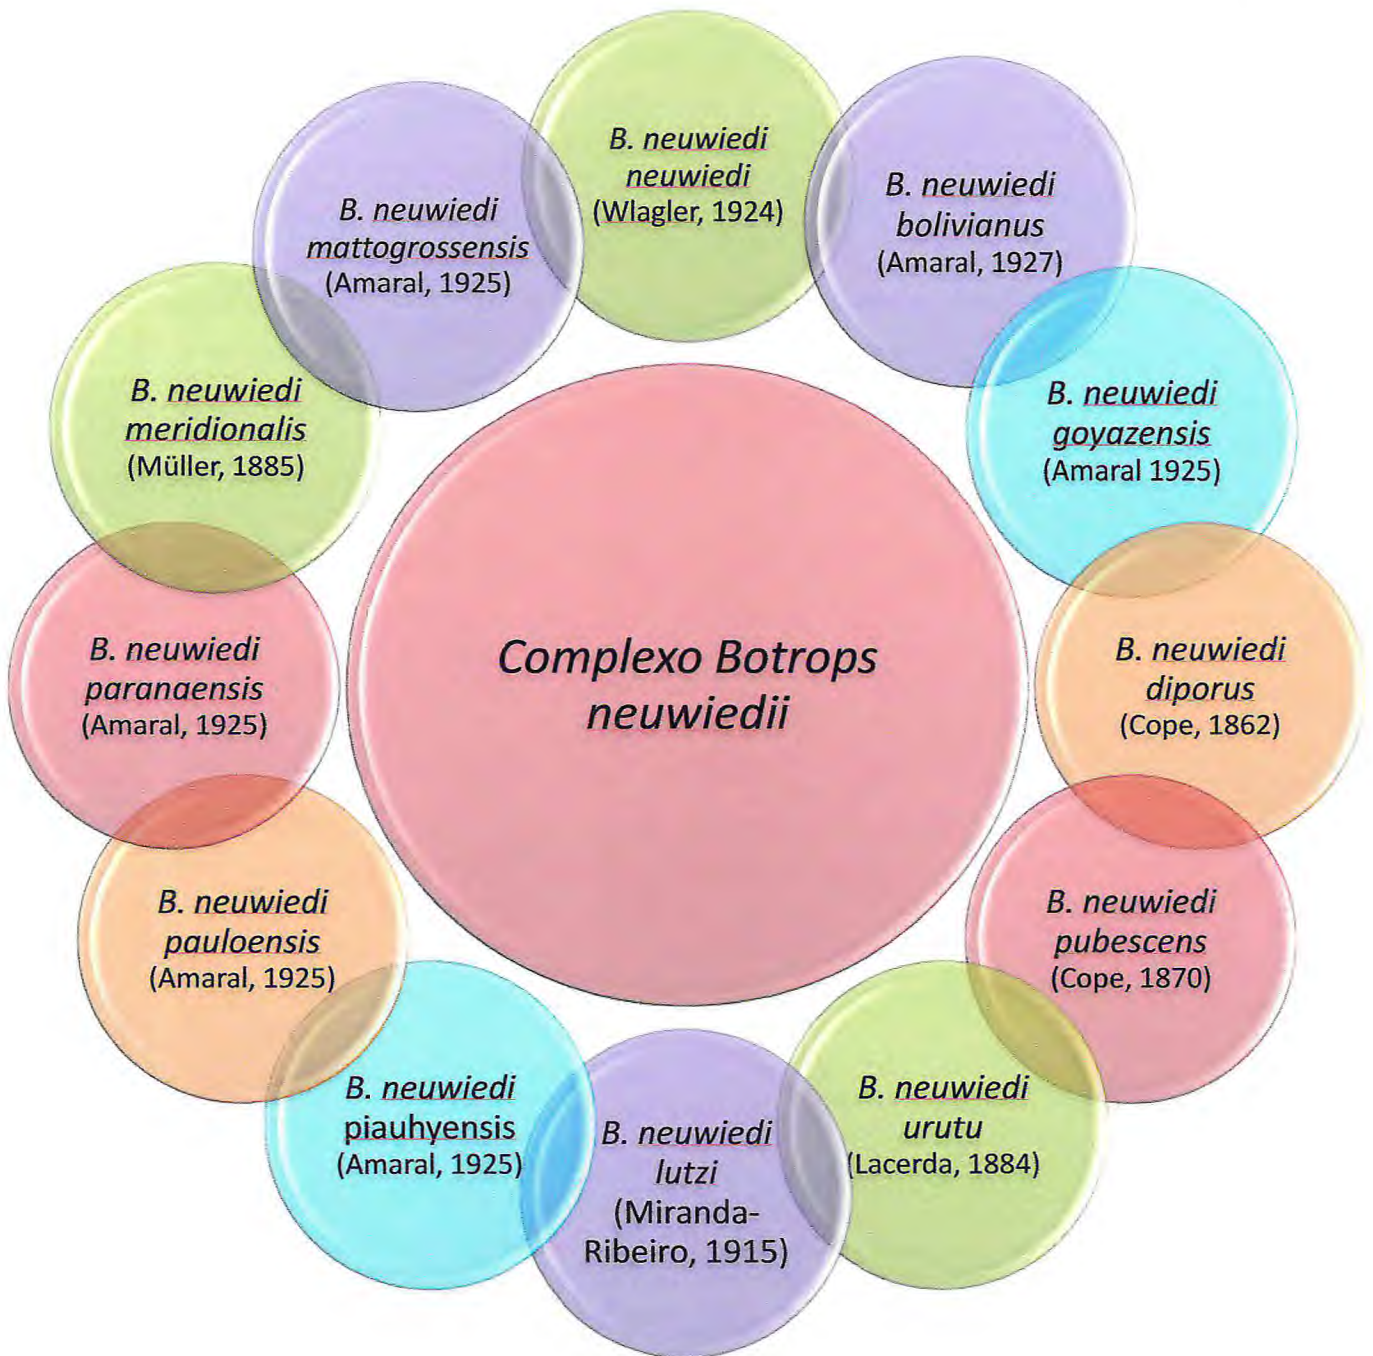 B. neuwiedi
neuwiedi
(Wlagler, 1924)
B. neuwiedi
bolivianus
(Amaral, 1927)
B. neuwiedi
goyazensis
(Amaral 1925)
B. neuwiedi
diporus
(Cope, 1862)
B. neuwiedi
pubescens
(Cope, 1870)
B. neuwiedi
urutu
(Lacerda, 1884)
B. neuwiedi
lutzi
(Miranda-
Ribeiro, 1915)
B. neuwiedi
piauhyensis
(Amaral, 1925)
B. neuwiedi
pauloensis
(Amaral, 1925)
B. neuwiedi
paranaensis
(Amaral, 1925)
B. neuwiedi
meridionalis
(Müller, 1885)
B. neuwiedi
mattogrossensis
(Amaral, 1925)
Complexo Botrops
neuwiedii